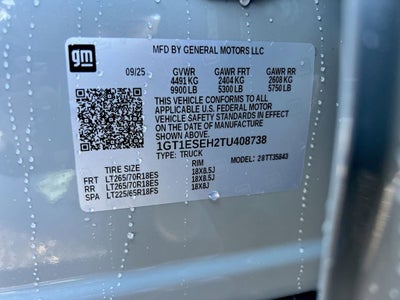 gm
MFD BY GENERAL MOTORS LLC
09/25 GVWR GAWR FRT GAWR RR
4491 KG 2404 KG 2608 KG
9900 LB 5300 LB 5750 LB
THIS VEHICLE CONFORMS TO ALL
APPLICABLE U.S. FEDERAL MOTOR
VEHICLE SAFETY STANDARDS IN
EFFECT ON THE DATE OF
MANUFACTURE SHOWN ABOVE.
1GT1ESEH2TU408738
TYPE: TRUCK MODEL: 28TT35843
TIRE SIZE RIM
FRT LT265/70R18ES 18X8.5J
RR LT265/70R18ES 18X8.5J
SPA LT225/65R18FS 18X8J